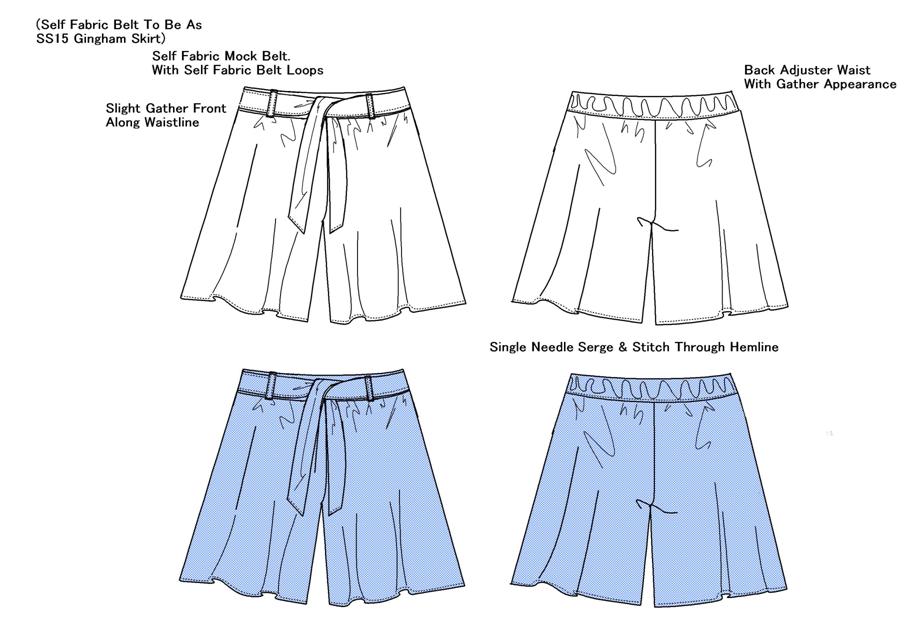 (Self Fabric Belt To Be As
SS15 Gingham Skirt)
Self Fabric Mock Belt.
With Self Fabric Belt Loops
Back Adjuster Waist
With Gather Appearance
Slight Gather Front
Along Waistline
Single Needle Serge & Stitch Through Hemline